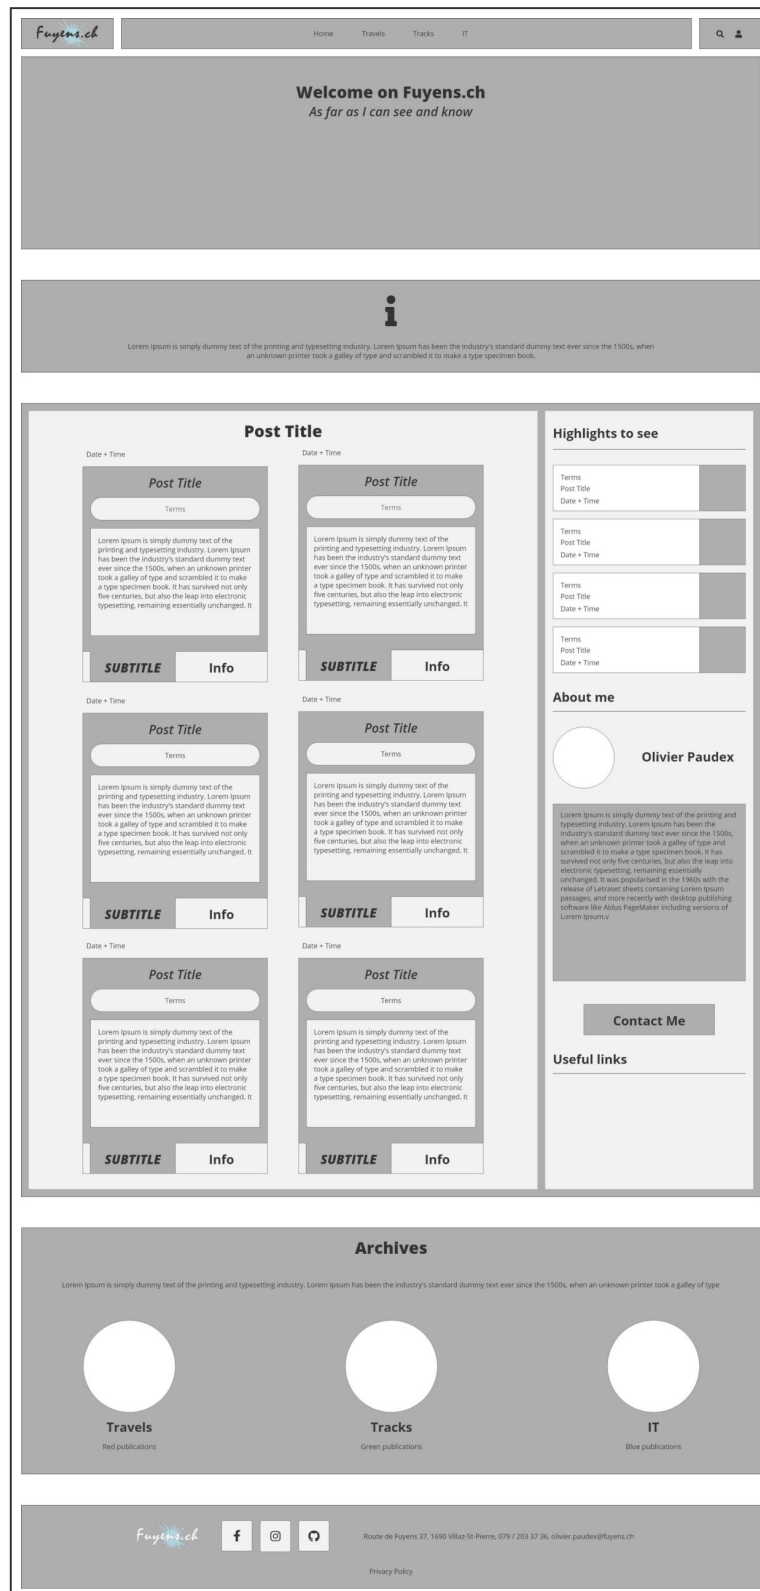 Fuyens.ch
Home Travels Tracks IT
Welcome on Fuyens.ch
As far as I can see and know
Lorem Ipsum is simply dummy text of the printing and typesetting industry. Lorem Ipsum has been the industry's standard dummy text ever since the 1500s, when
an unknown printer took a galley of type and scrambled it to make a type specimen book.
Post Title
Date + Time
Post Title
Terms
Lorem Ipsum is simply dummy text of the
printing and typesetting industry. Lorem Ipsum
has been the industry's standard dummy text
ever since the 1500s, when an unknown printer
took a galley of type and scrambled it to make
a type specimen book. It has survived not only
five centuries, but also the leap into electronic
typesetting, remaining essentially unchanged. It
SUBTITLE Info
Date + Time
Post Title
Terms
Lorem Ipsum is simply dummy text of the
printing and typesetting industry. Lorem Ipsum
has been the industry's standard dummy text
ever since the 1500s, when an unknown printer
took a galley of type and scrambled it to make
a type specimen book. It has survived not only
five centuries, but also the leap into electronic
typesetting, remaining essentially unchanged. It
SUBTITLE Info
Date + Time
Post Title
Terms
Lorem Ipsum is simply dummy text of the
printing and typesetting industry. Lorem Ipsum
has been the industry's standard dummy text
ever since the 1500s, when an unknown printer
took a galley of type and scrambled it to make
a type specimen book. It has survived not only
five centuries, but also the leap into electronic
typesetting, remaining essentially unchanged. It
SUBTITLE Info
Date + Time
Post Title
Terms
Lorem Ipsum is simply dummy text of the
printing and typesetting industry. Lorem Ipsum
has been the industry's standard dummy text
ever since the 1500s, when an unknown printer
took a galley of type and scrambled it to make
a type specimen book. It has survived not only
five centuries, but also the leap into electronic
typesetting, remaining essentially unchanged. It
SUBTITLE Info
Date + Time
Post Title
Terms
Lorem Ipsum is simply dummy text of the
printing and typesetting industry. Lorem Ipsum
has been the industry's standard dummy text
ever since the 1500s, when an unknown printer
took a galley of type and scrambled it to make
a type specimen book. It has survived not only
five centuries, but also the leap into electronic
typesetting, remaining essentially unchanged. It
SUBTITLE Info
Date + Time
Post Title
Terms
Lorem Ipsum is simply dummy text of the
printing and typesetting industry. Lorem Ipsum
has been the industry's standard dummy text
ever since the 1500s, when an unknown printer
took a galley of type and scrambled it to make
a type specimen book. It has survived not only
five centuries, but also the leap into electronic
typesetting, remaining essentially unchanged. It
SUBTITLE Info
Highlights to see
Terms
Post Title
Date + Time
Terms
Post Title
Date + Time
Terms
Post Title
Date + Time
Terms
Post Title
Date + Time
About me
Olivier Paudex
Lorem Ipsum is simply dummy text of the printing and
typesetting industry. Lorem Ipsum has been the
industry's standard dummy text ever since the 1500s,
when an unknown printer took a galley of type and
scrambled it to make a type specimen book. It has
survived not only five centuries, but also the leap into
electronic typesetting, remaining essentially
unchanged. It was popularised in the 1960s with the
release of Letraset sheets containing Lorem Ipsum
passages, and more recently with desktop publishing
software like Aldus PageMaker including versions of
Lorem Ipsum.v
Contact Me
Useful links
Archives
Lorem Ipsum is simply dummy text of the printing and typesetting industry. Lorem Ipsum has been the industry's standard dummy text ever since the 1500s, when an unknown printer took a galley of type
Travels
Red publications
Tracks
Green publications
IT
Blue publications
Fuyens.ch
Route de Fuyens 37, 1690 Villaz-St-Pierre, 079 / 203 37 36, olivier.paudex@fuyens.ch
Privacy Policy